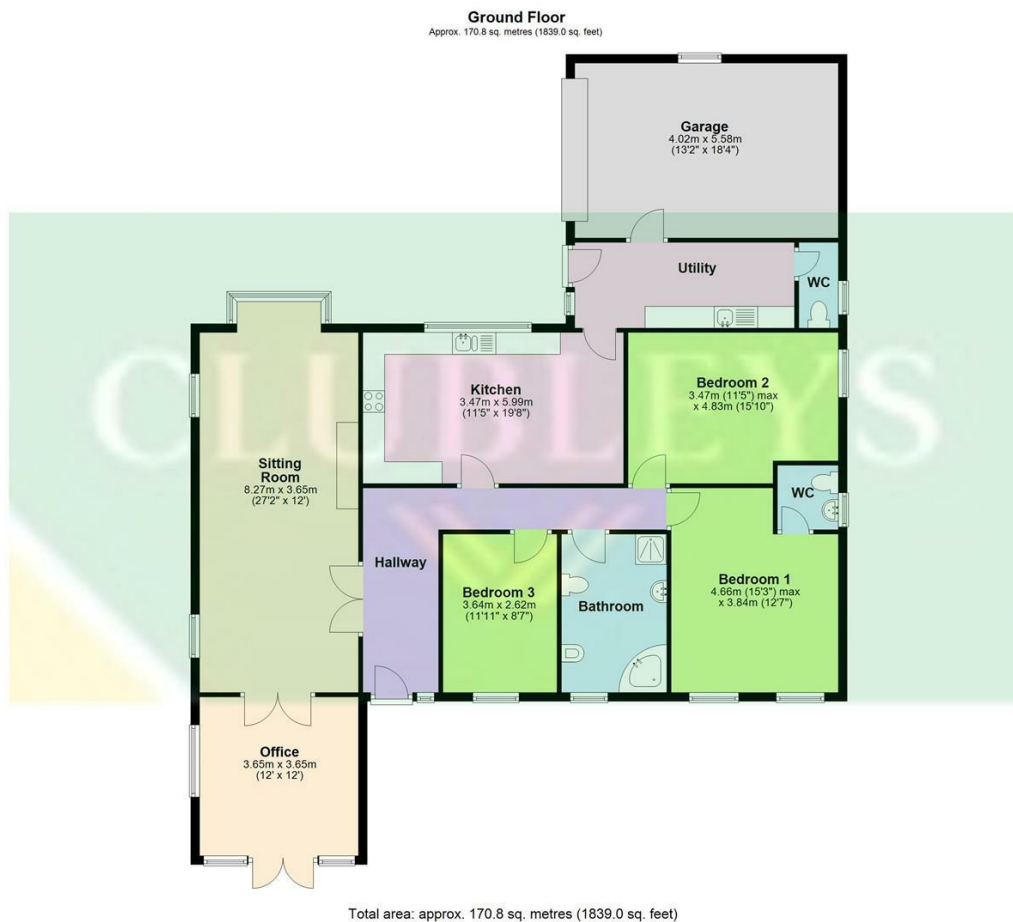 Ground Floor
Approx. 170.8 sq. metres (1839.0 sq. feet)
Garage
4.02m x 5.58m
(13'2" x 18'4")
Utility
WC
Kitchen
3.47m x 5.99m
(11'5" x 19'8")
Bedroom 2
3.47m (11'5") max
x 4.83m (15'10")
CLUBLEYS
Sitting
Room
8.27m x 3.65m
(27'2" x 12')
WC
Hallway
Bedroom 3
3.64m x 2.62m
(11'11" x 8'7")
Bathroom
Bedroom 1
4.66m (15'3") max
x 3.84m (12'7")
Office
3.65m x 3.65m
(12' x 12')
Total area: approx. 170.8 sq. metres (1839.0 sq. feet)